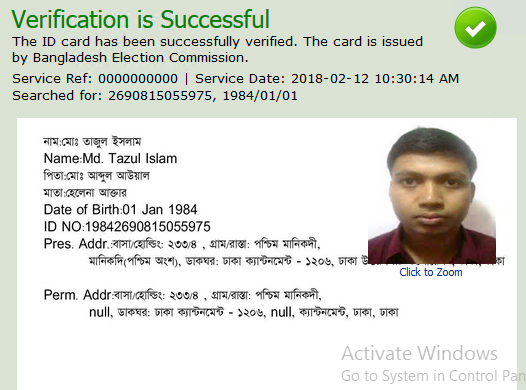 Verification is Successful
The ID card has been successfully verified. The card is issued
by Bangladesh Election Commission.
Service Ref: 0000000000 | Service Date: 2018-02-12 10:30:14 AM
Searched for: 2690815055975, 1984/01/01
নাম:মোঃ তাজুল ইসলাম
Name:Md. Tazul Islam
পিতা:মোঃ আব্দুল আউয়াল
মাতা:হেলেনা আক্তার
Date of Birth:01 Jan 1984
ID NO:19842690815055975
Pres. Addr.:বাসা/হোল্ডিং: ২৩৩/৪ , গ্রাম/রাস্তা: পশ্চিম মানিকদী,
মানিকদি(পশ্চিম অংশ), ডাকঘর: ঢাকা ক্যান্টনমেন্ট - ১২০৬, ঢাকা
Click to Zoom
Perm. Addr:বাসা/হোল্ডিং: ২৩৩/৪ , গ্রাম/রাস্তা: পশ্চিম মানিকদী,
null, ডাকঘর: ঢাকা ক্যান্টনমেন্ট - ১২০৬, null, ক্যান্টনমেন্ট, ঢাকা, ঢাকা
Activate Windows
Go to System in Control Pan